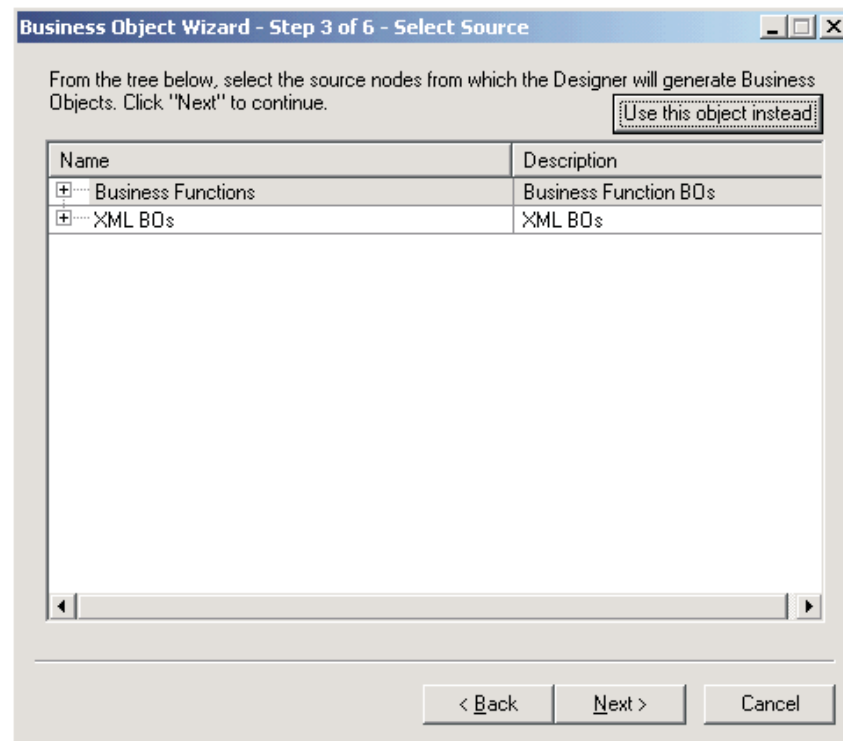 Business Object Wizard - Step 3 of 6 - Select Source
From the tree below, select the source nodes from which the Designer will generate Business
Objects. Click "Next" to continue.
Use this object instead
Name Description
Business Functions Business Function BOs
XML BOs XML BOs
< Back Next > Cancel